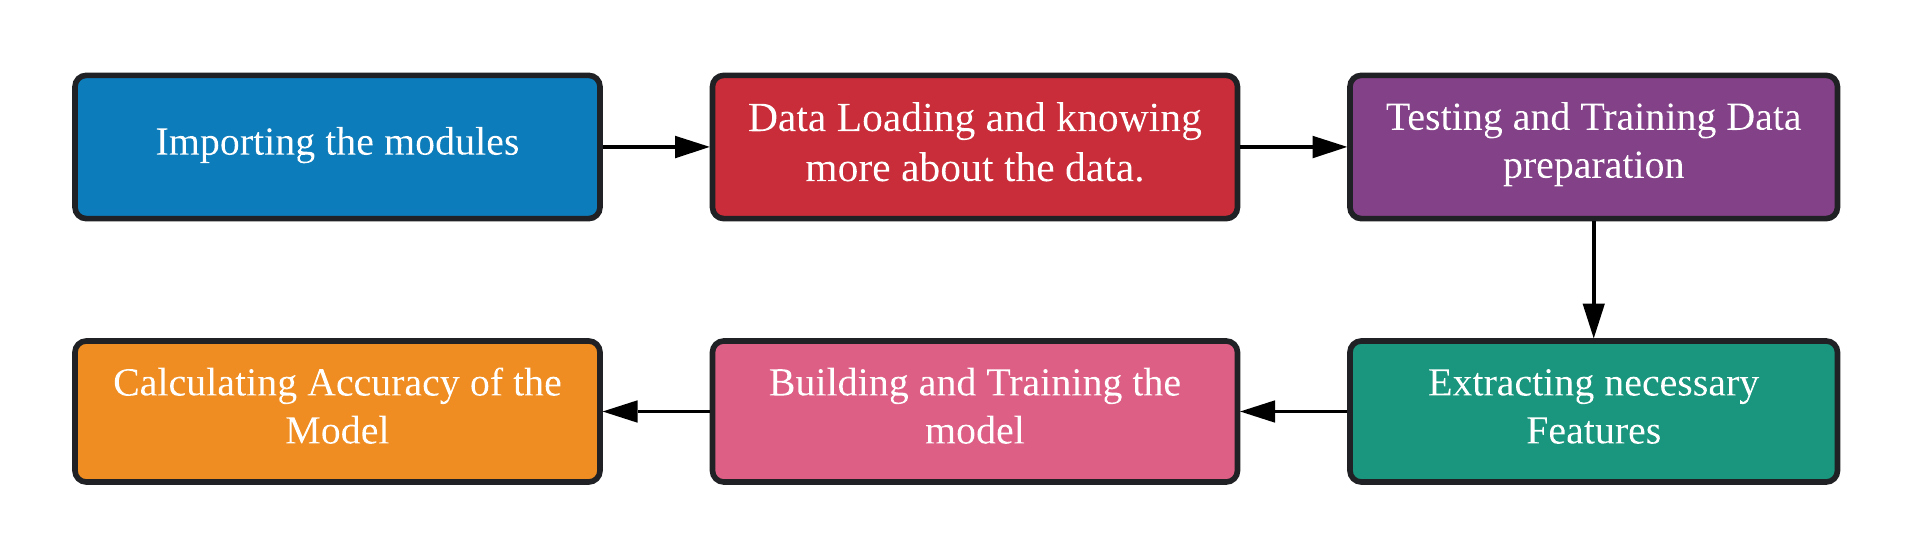 Importing the modules
Data Loading and knowing
more about the data.
Testing and Training Data
preparation
Extracting necessary
Features
Building and Training the
model
Calculating Accuracy of the
Model